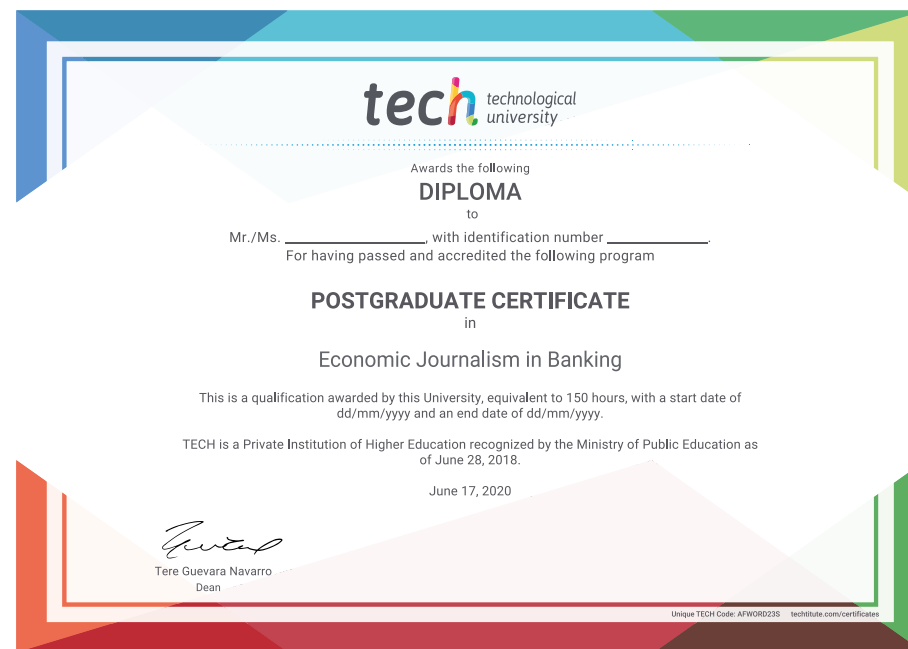 tech technological
university
Awards the following
DIPLOMA
to
Mr./Ms. ____________________, with identification number ______________.
For having passed and accredited the following program
POSTGRADUATE CERTIFICATE
in
Economic Journalism in Banking
This is a qualification awarded by this University, equivalent to 150 hours, with a start date of
dd/mm/yyyy and an end date of dd/mm/yyyy.
TECH is a Private Institution of Higher Education recognized by the Ministry of Public Education as
of June 28, 2018.
June 17, 2020
Tere Guevara Navarro
Dean
Unique TECH Code: AFWORD23S techtitute.com/certificates